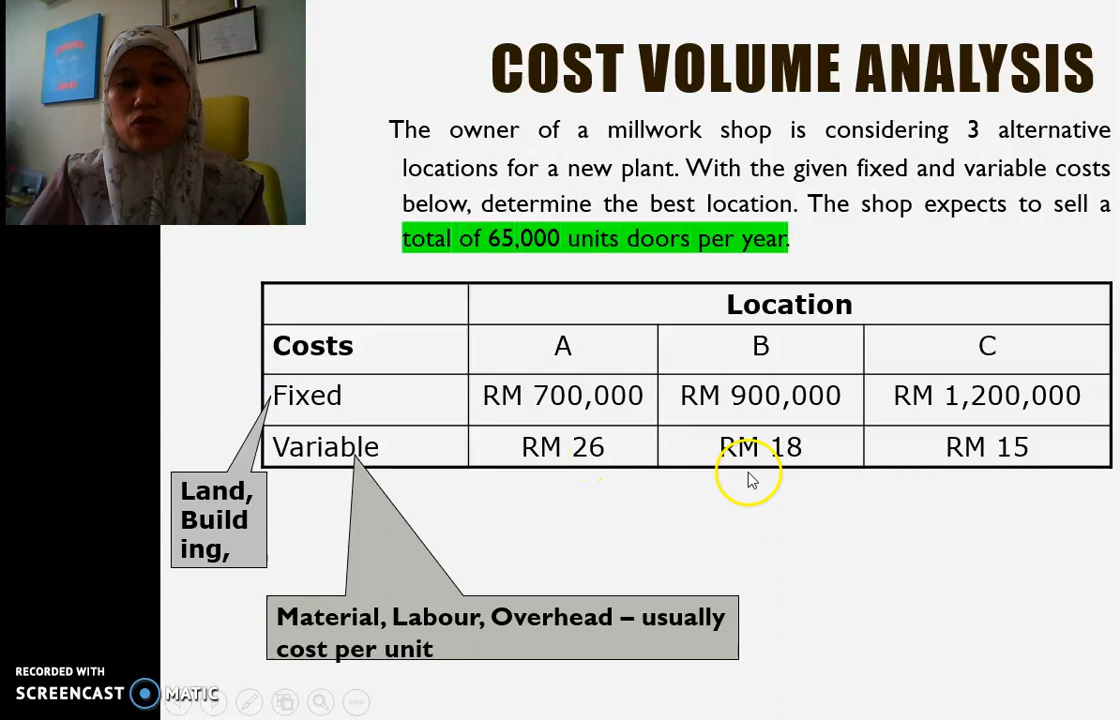 COST VOLUME ANALYSIS
The owner of a millwork shop is considering 3 alternative
locations for a new plant. With the given fixed and variable costs
below, determine the best location. The shop expects to sell a
total of 65,000 units doors per year.
Location
Costs A B C
Fixed RM 700,000 RM 900,000 RM 1,200,000
Variable RM 26 RM 18 RM 15
Land,
Build
ing,
Material, Labour, Overhead – usually
cost per unit
RECORDED WITH
SCREENCAST MATIC